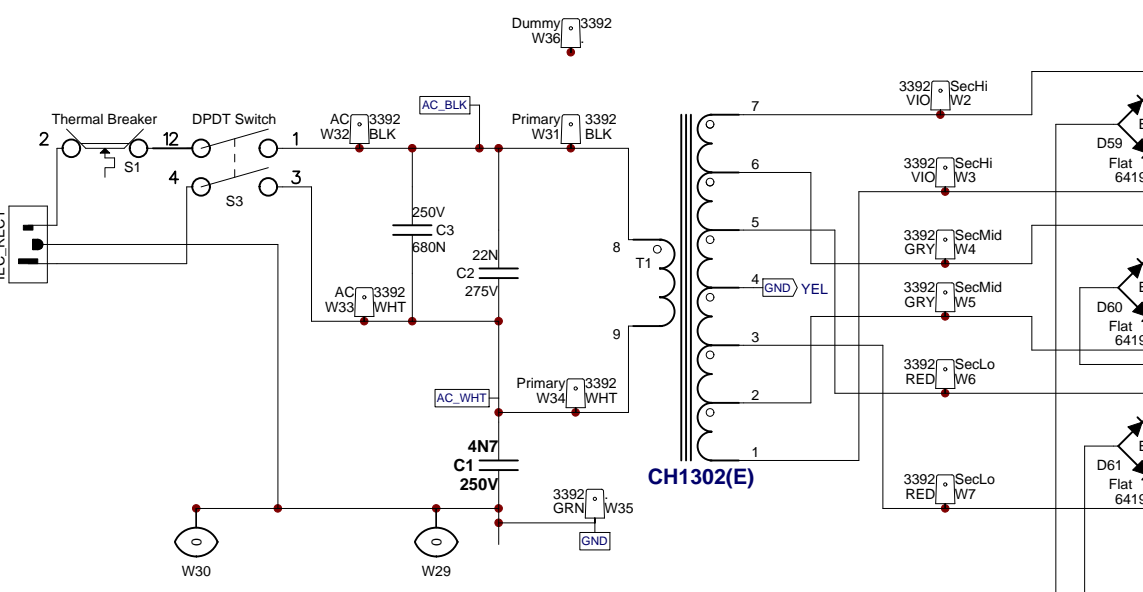 Dummy 3392
W36 .
AC_BLK
Thermal Breaker
DPDT Switch
AC 3392
W32 BLK
Primary 3392
W31 BLK
2
12
1
S1
4
3
S3
250V
C3
680N
22N
C2
275V
AC 3392
W33 WHT
8
T1
9
Primary 3392
W34 WHT
AC_WHT
4N7
C1
250V
3392 .
GRN W35
GND
W30
W29
CH1302(E)
7
6
5
4
GND YEL
3
2
1
3392 SecHi
VIO W2
3392 SecHi
VIO W3
3392 SecMid
GRY W4
3392 SecMid
GRY W5
3392 SecLo
RED W6
3392 SecLo
RED W7
D59
Flat
6419
D60
Flat
6419
D61
Flat
6419